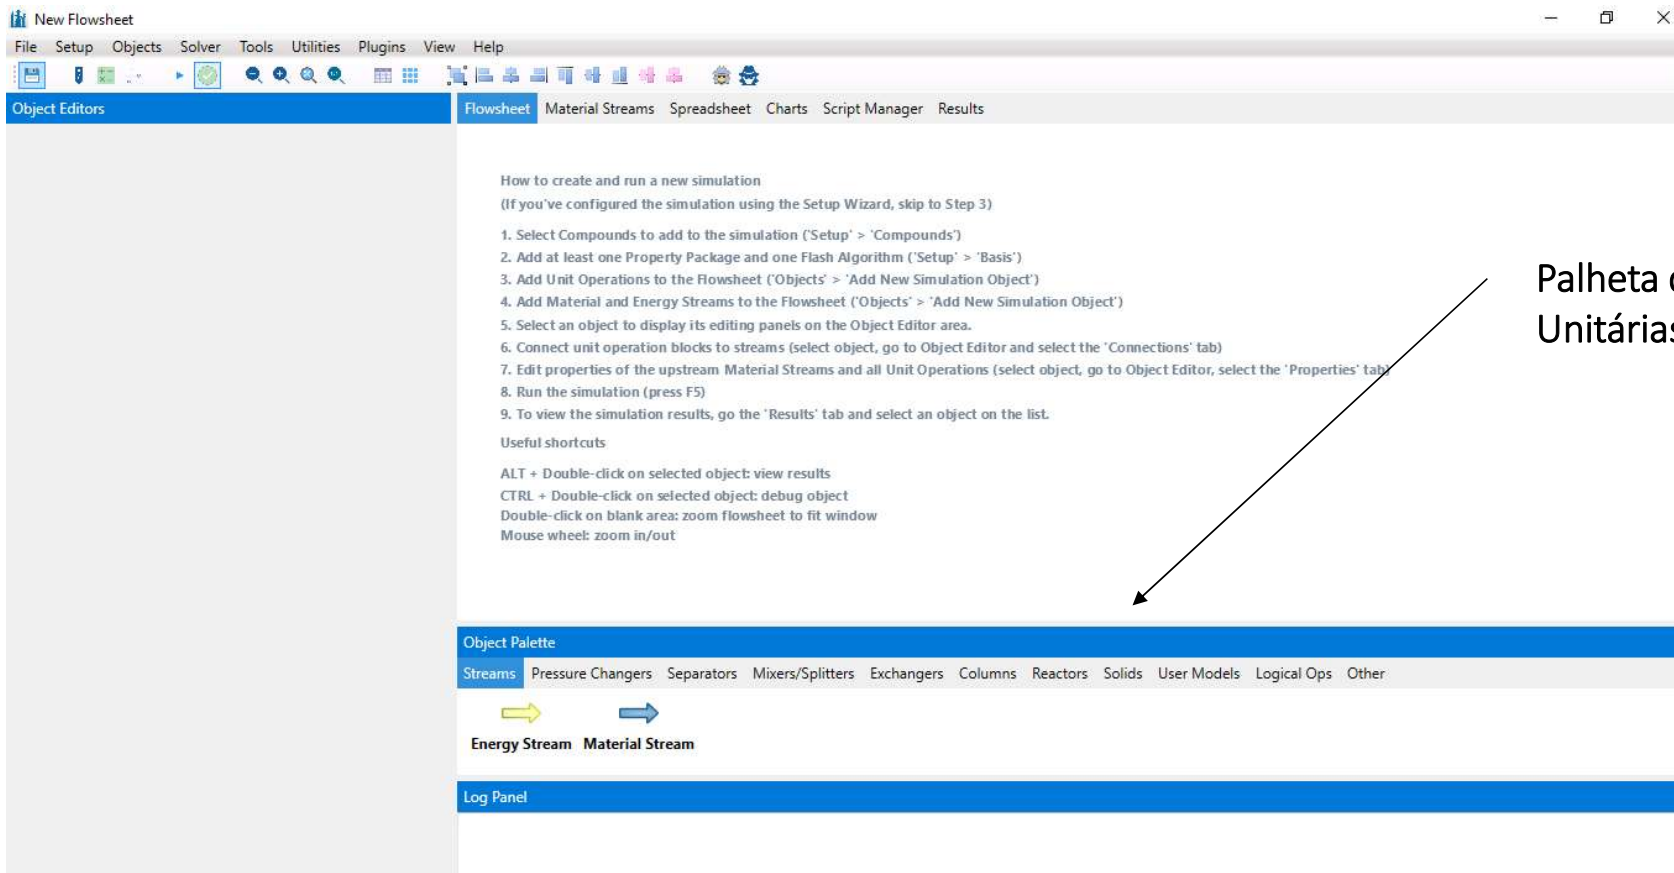 New Flowsheet
File Setup Objects Solver Tools Utilities Plugins View Help
Object Editors
Flowsheet Material Streams Spreadsheet Charts Script Manager Results
How to create and run a new simulation
(If you've configured the simulation using the Setup Wizard, skip to Step 3)
1. Select Compounds to add to the simulation ('Setup' > 'Compounds')
2. Add at least one Property Package and one Flash Algorithm ('Setup' > 'Basis')
3. Add Unit Operations to the Flowsheet ('Objects' > 'Add New Simulation Object')
4. Add Material and Energy Streams to the Flowsheet ('Objects' > 'Add New Simulation Object')
5. Select an object to display its editing panels on the Object Editor area.
6. Connect unit operation blocks to streams (select object, go to Object Editor and select the 'Connections' tab)
7. Edit properties of the upstream Material Streams and all Unit Operations (select object, go to Object Editor, select the 'Properties' tab)
8. Run the simulation (press F5)
9. To view the simulation results, go the 'Results' tab and select an object on the list.
Useful shortcuts
ALT + Double-click on selected object: view results
CTRL + Double-click on selected object: debug object
Double-click on blank area: zoom flowsheet to fit window
Mouse wheel: zoom in/out
Palheta
Unitárias
Object Palette
Streams Pressure Changers Separators Mixers/Splitters Exchangers Columns Reactors Solids User Models Logical Ops Other
Energy Stream Material Stream
Log Panel